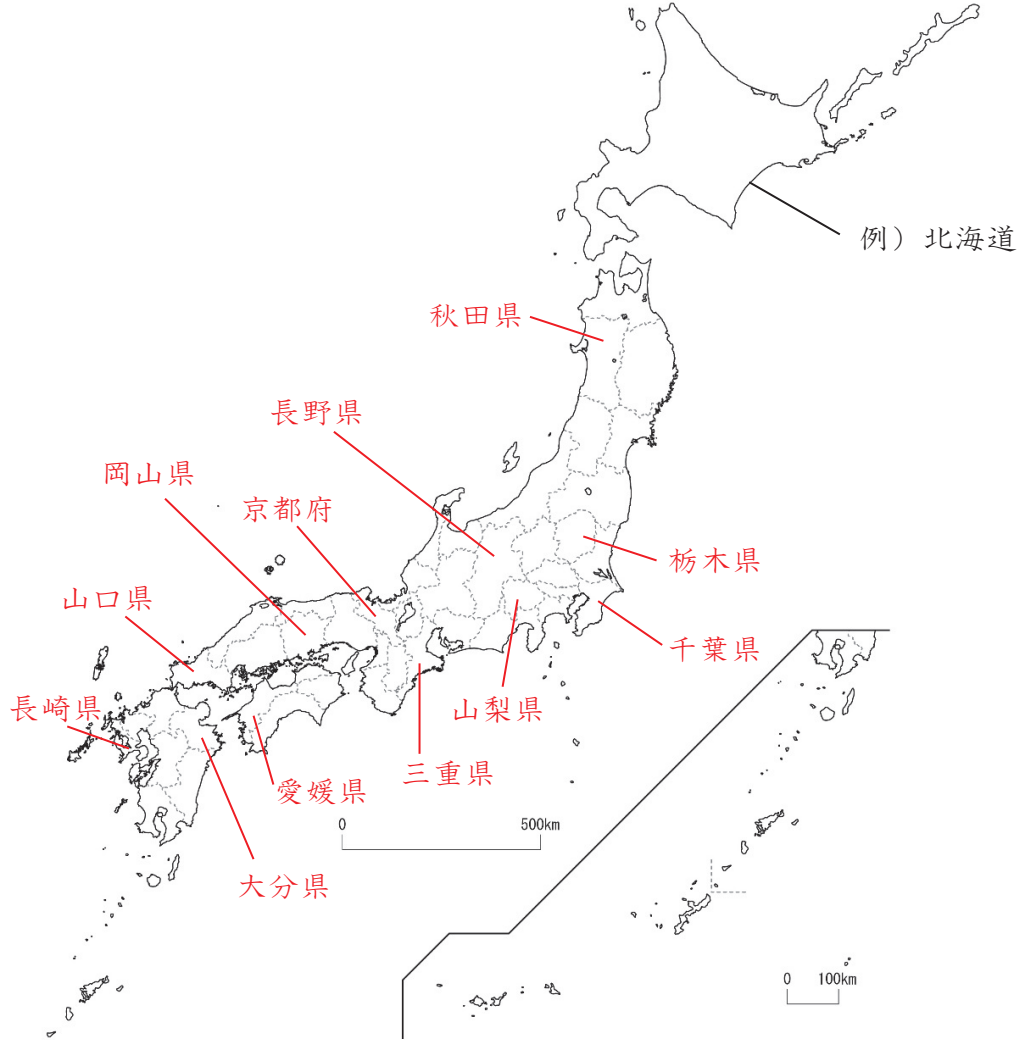 例）北海道
秋田県
長野県
岡山県
京都府
栃木県
山口県
千葉県
長崎県
山梨県
三重県
愛媛県
0 500km
大分県
0 100km